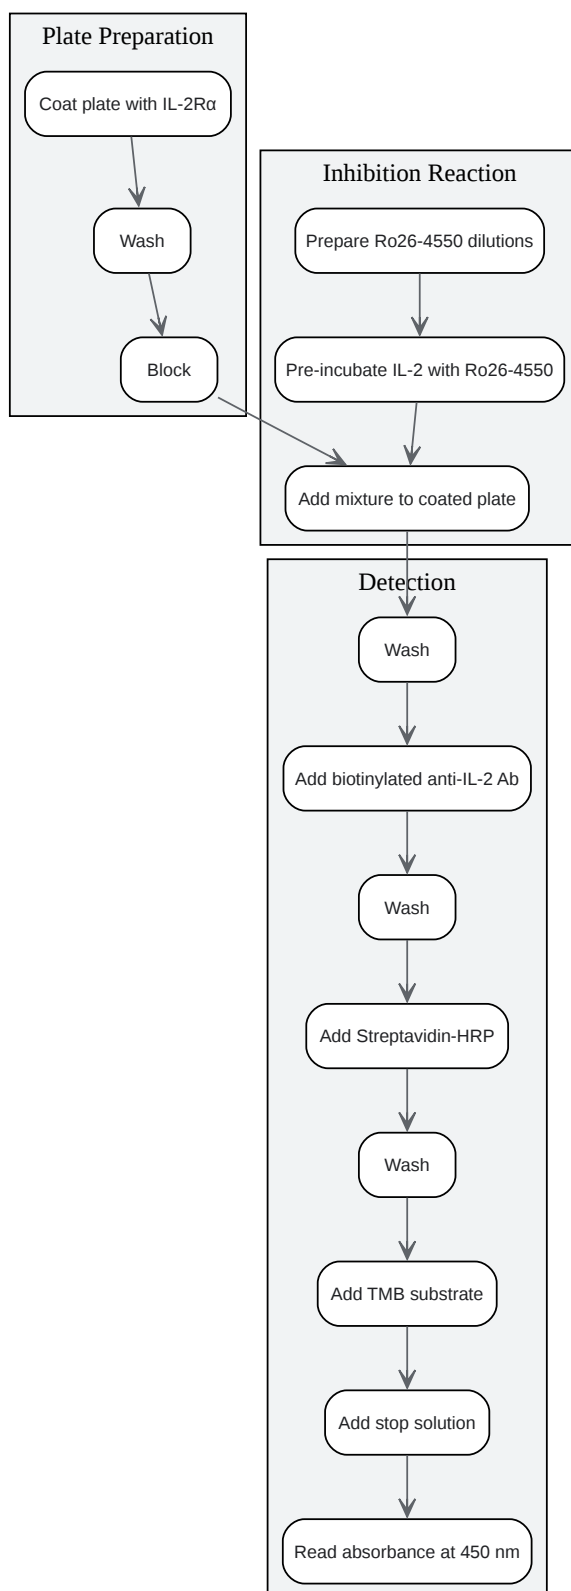 Plate Preparation
Coat plate with IL-2Rα
Wash
Block
Inhibition Reaction
Prepare Ro26-4550 dilutions
Pre-incubate IL-2 with Ro26-4550
Add mixture to coated plate
Detection
Wash
Add biotinylated anti-IL-2 Ab
Wash
Add Streptavidin-HRP
Wash
Add TMB substrate
Add stop solution
Read absorbance at 450 nm